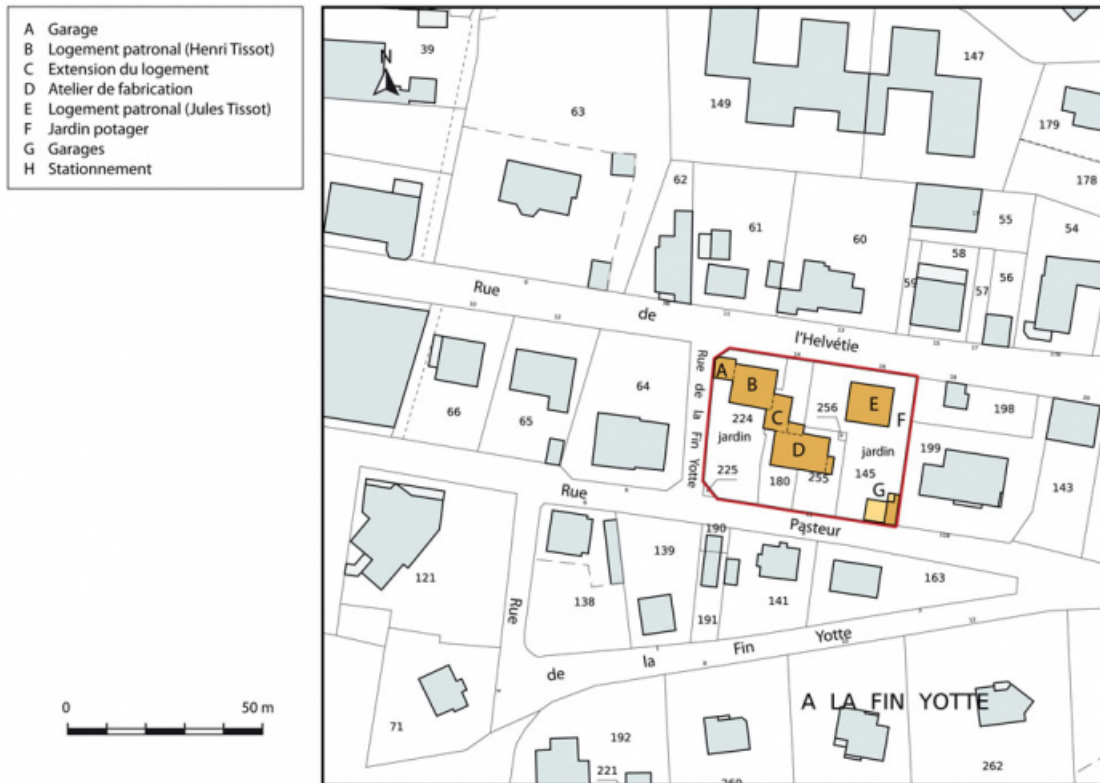 A Garage
B Logement patronal (Henri Tissot)
C Extension du logement
D Atelier de fabrication
E Logement patronal (Jules Tissot)
F Jardin potager
G Garages
H Stationnement
0 50 m
N
39
63
149
147
179
178
62
61
60
55
54
58
59
57
56
Rue de l'Helvétie
66
65
64
Rue de la Fin Yotte
A
B
C
D
E
F
G
224
jardin
225
180
255
256
jardin
145
198
199
143
Rue Pasteur
121
138
139
190
191
141
163
Rue de la Fin Yotte
71
192
221
A LA FIN YOTTE
262